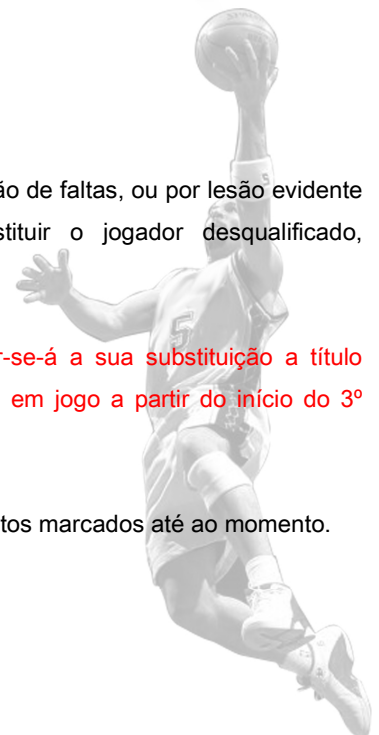 ão de faltas, ou por lesão evidente
stituir o jogador desqualificado,
r-se-á a sua substituição a título
em jogo a partir do início do 3º
tos marcados até ao momento.
5